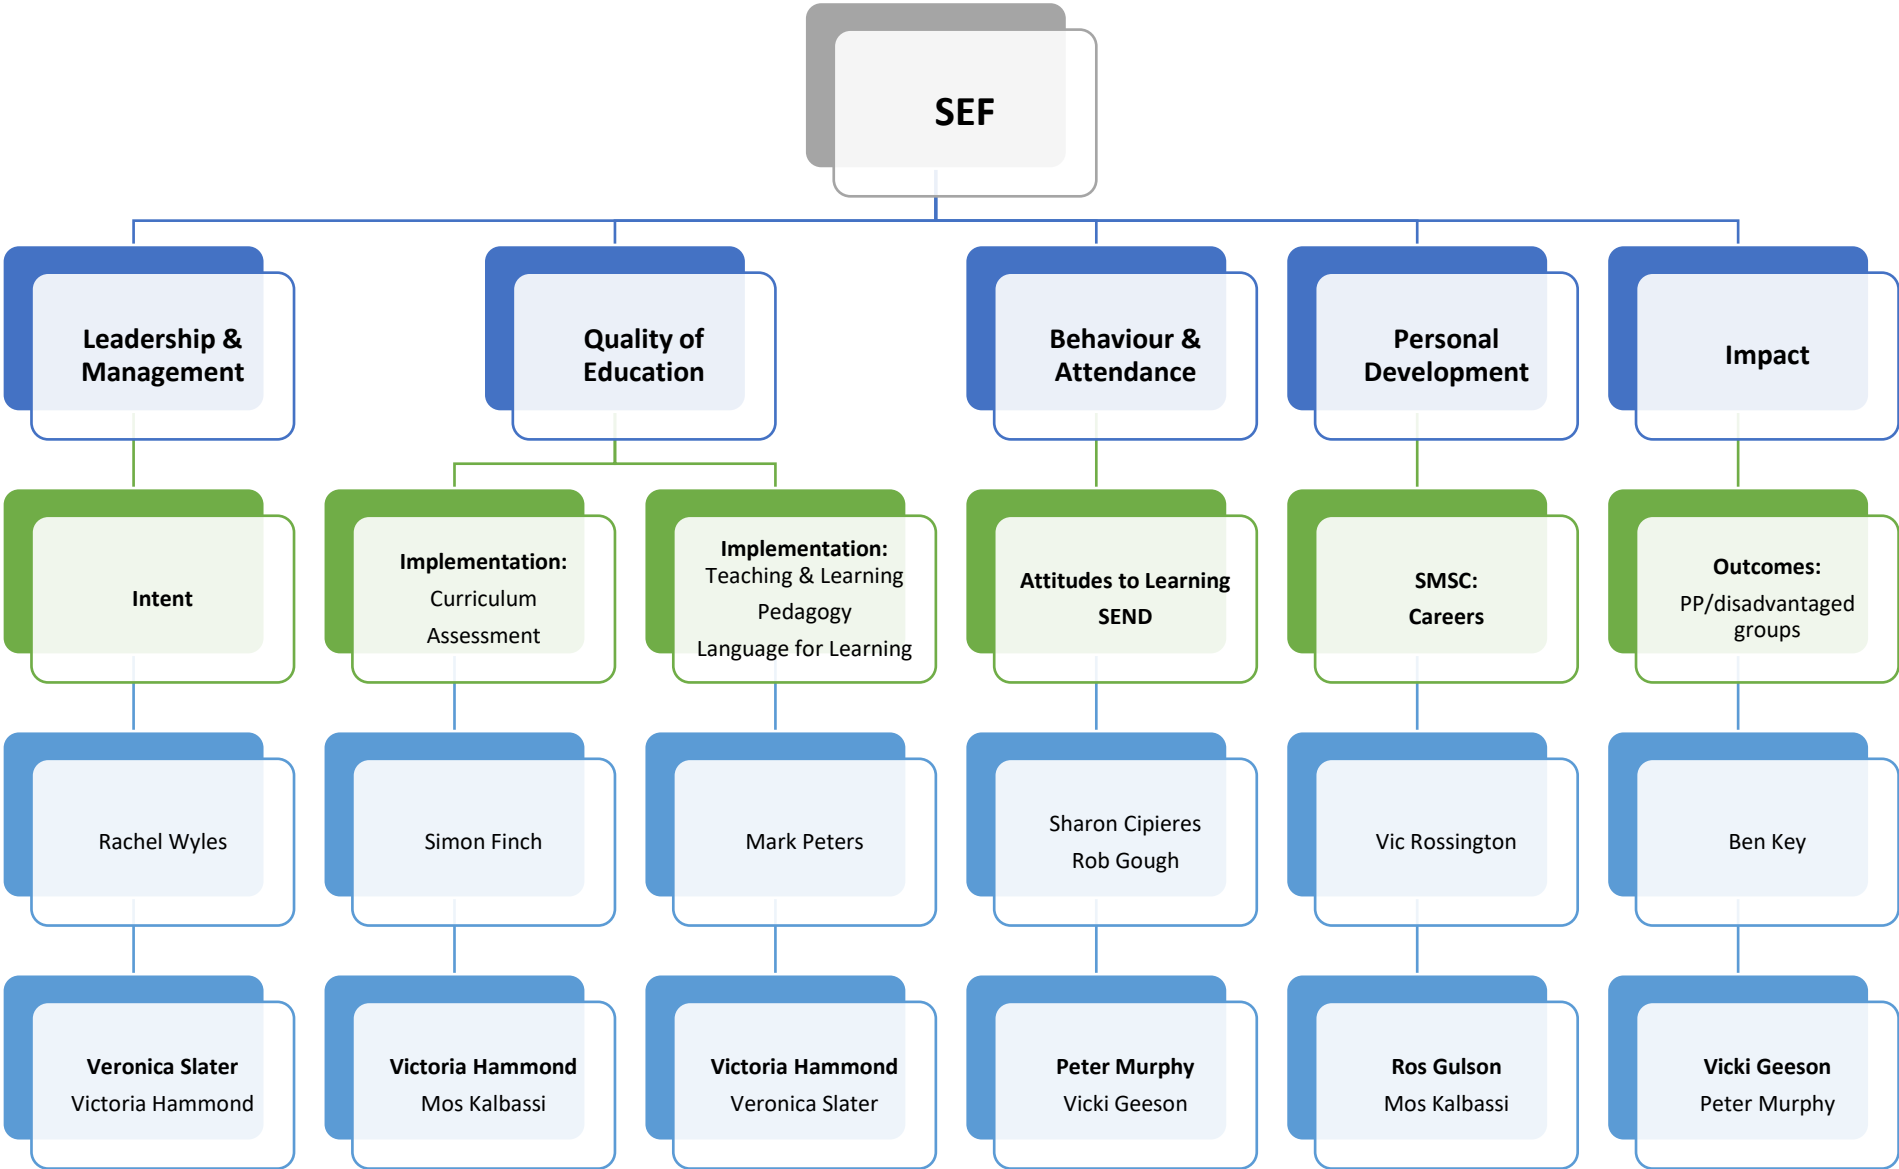 SEF
Leadership &
Management
Quality of
Education
Behaviour &
Attendance
Personal
Development
Impact
Intent
Implementation:
Curriculum
Assessment
Implementation:
Teaching & Learning
Pedagogy
Language for Learning
Attitudes to Learning
SEND
SMSC:
Careers
Outcomes:
PP/disadvantaged
groups
Rachel Wyles
Simon Finch
Mark Peters
Sharon Cipieres
Rob Gough
Vic Rossington
Ben Key
Veronica Slater
Victoria Hammond
Victoria Hammond
Mos Kalbassi
Victoria Hammond
Veronica Slater
Peter Murphy
Vicki Geeson
Ros Gulson
Mos Kalbassi
Vicki Geeson
Peter Murphy